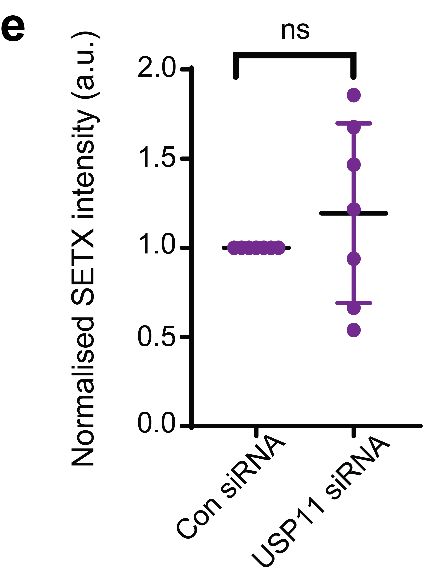 e
ns
Normalised SETX intensity (a.u.)
2.0
1.5
1.0
0.5
0.0
Con siRNA
USP11 siRNA